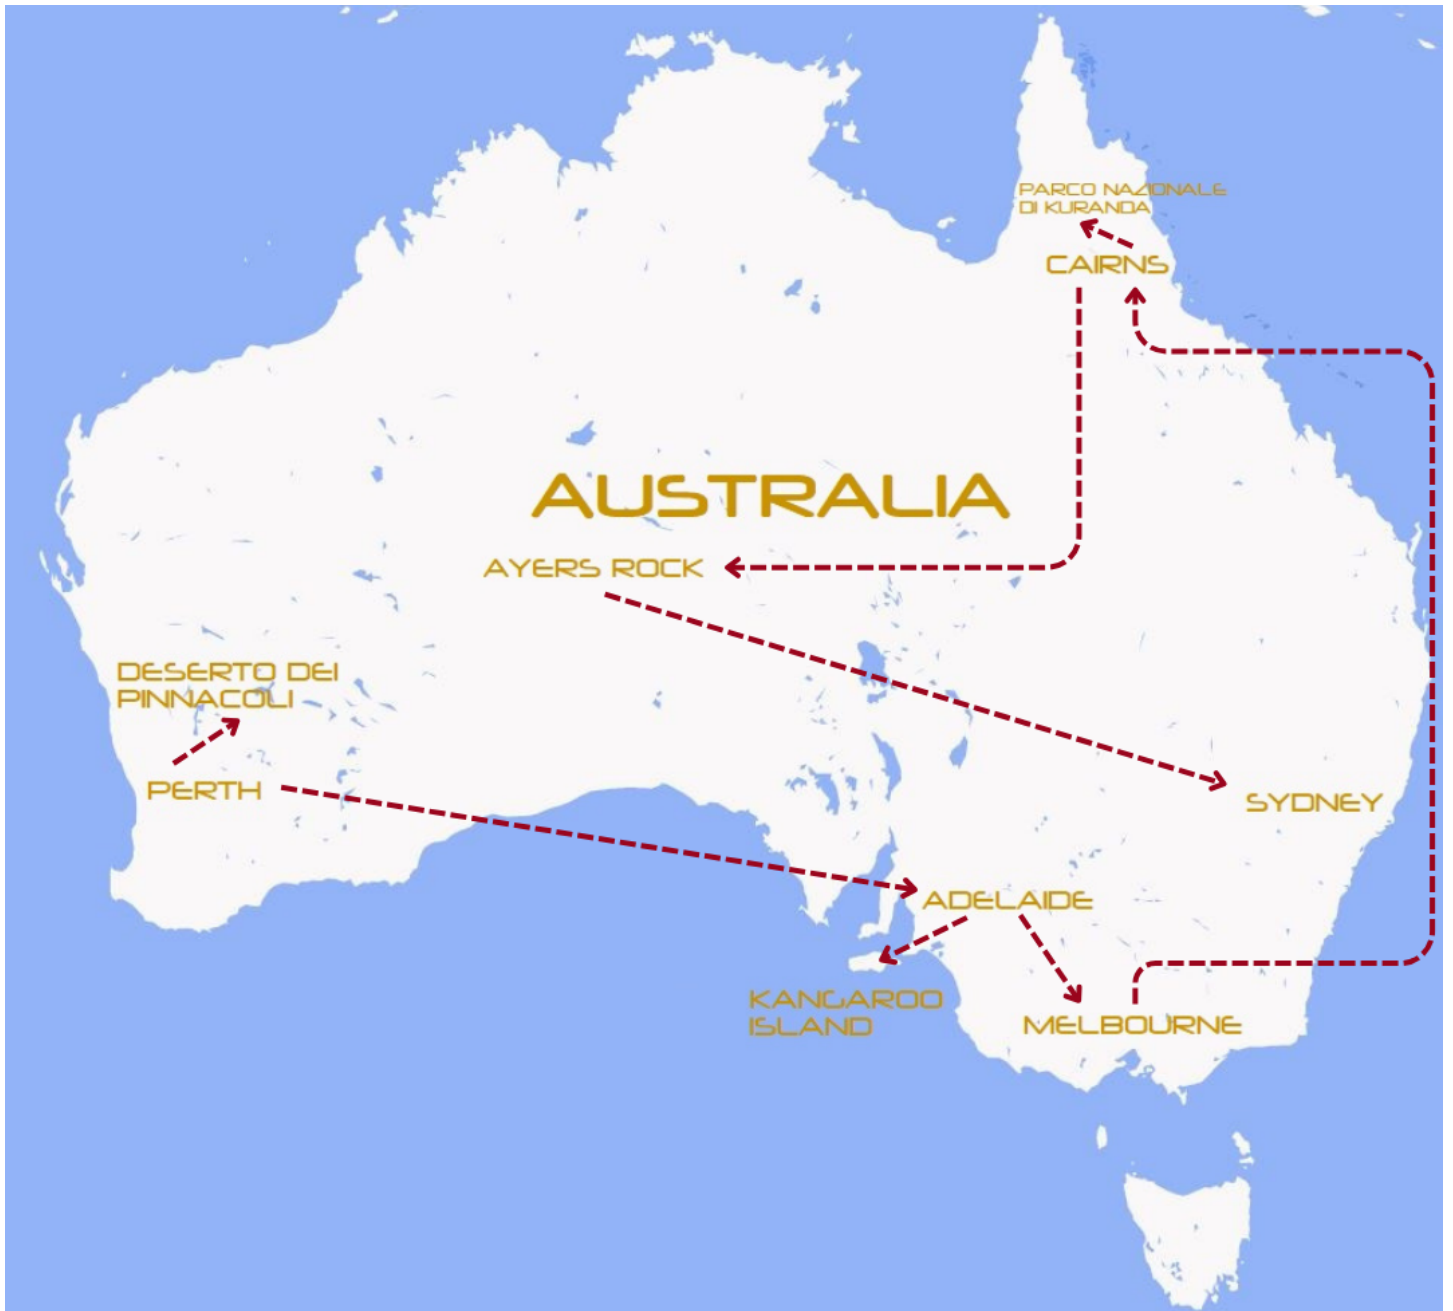 PARCO NAZIONALE
DI KURANDA
CAIRNS
AUSTRALIA
AYERS ROCK
DESERTO DEI
PINNACOLI
PERTH
SYDNEY
ADELAIDE
KANGAROO
ISLAND
MELBOURNE